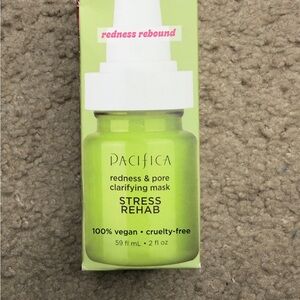 redness rebound
PACIFICA
redness & pore
clarifying mask
STRESS
REHAB
100% vegan • cruelty-free
59 fl.mL • 2 fl oz